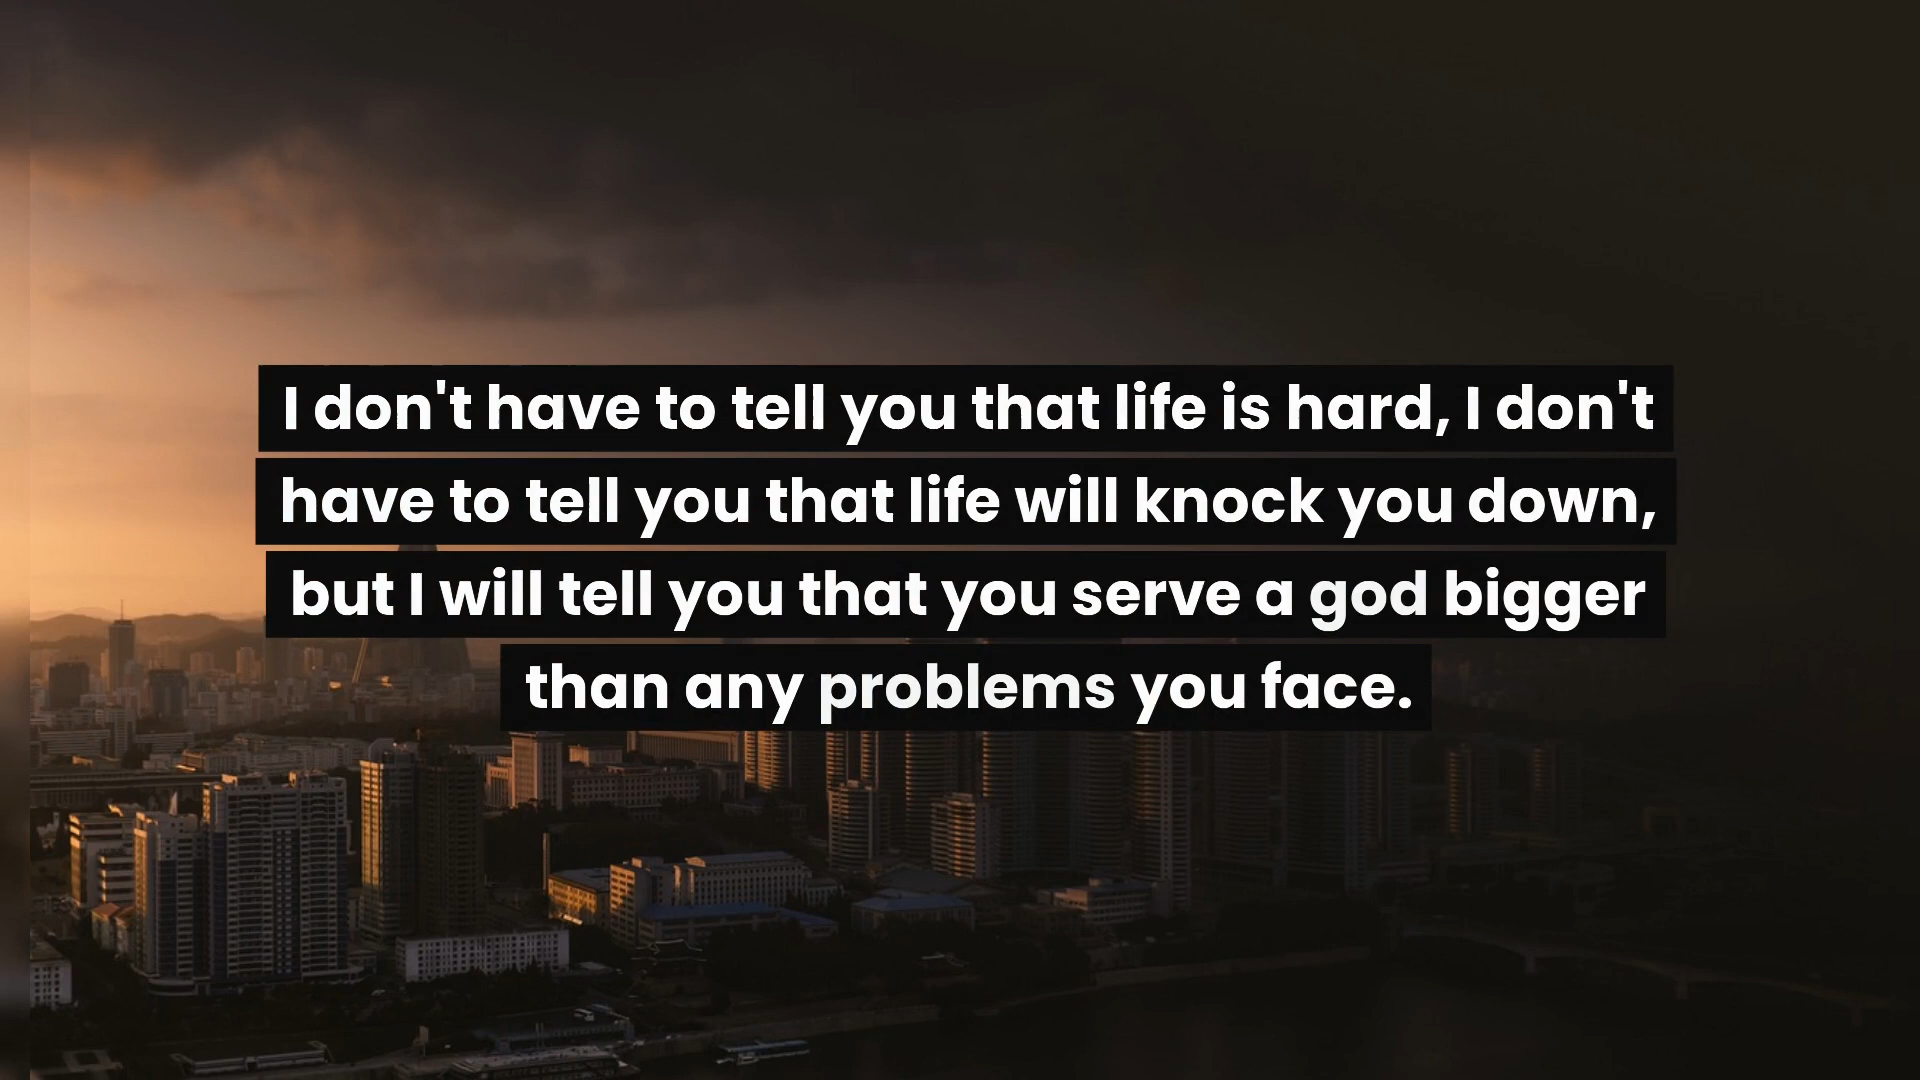 I don't have to tell you that life is hard, I don't
have to tell you that life will knock you down,
but I will tell you that you serve a god bigger
than any problems you face.